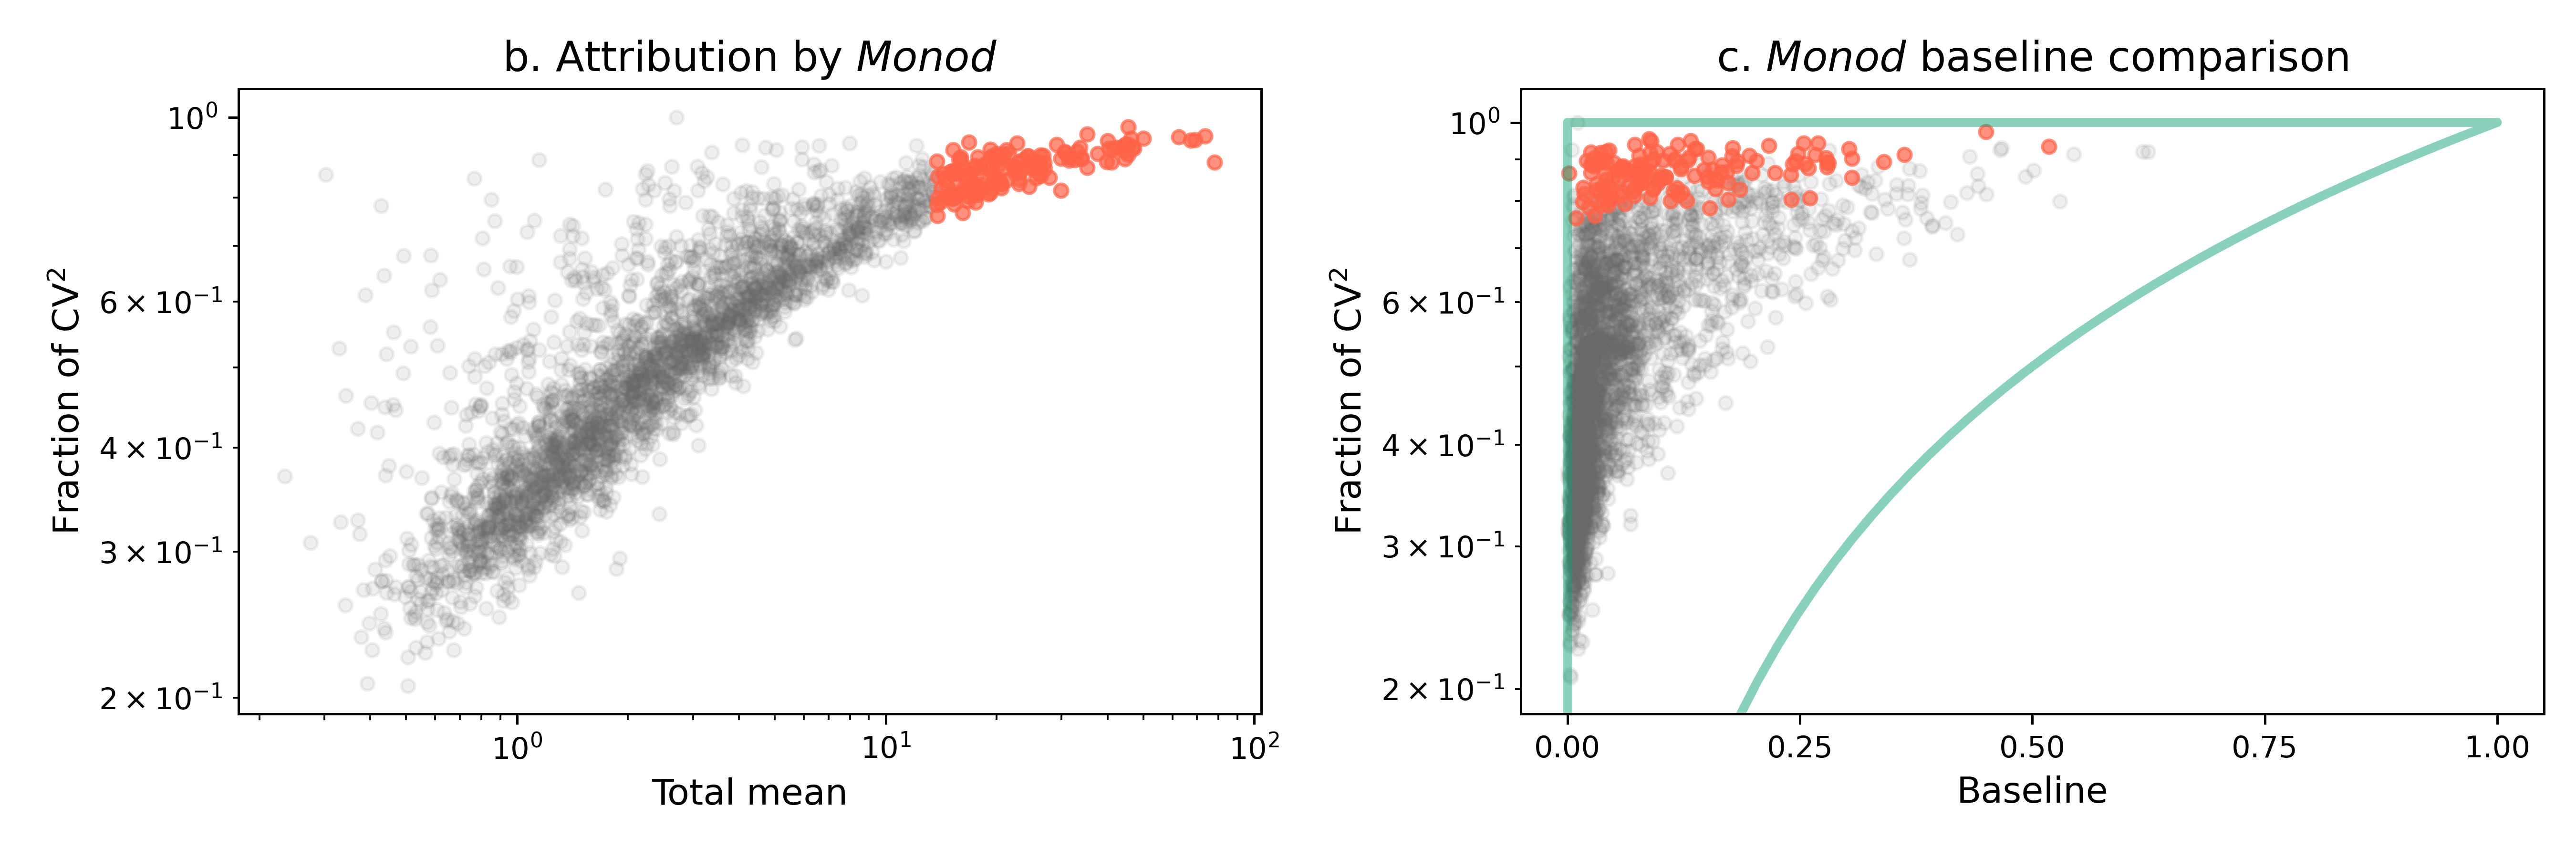 b. Attribution by Monod
Fraction of CV²
10⁰
6 × 10⁻¹
4 × 10⁻¹
3 × 10⁻¹
2 × 10⁻¹
10⁰
10¹
10²
Total mean
c. Monod baseline comparison
Fraction of CV²
10⁰
6 × 10⁻¹
4 × 10⁻¹
3 × 10⁻¹
2 × 10⁻¹
0.00
0.25
0.50
0.75
1.00
Baseline